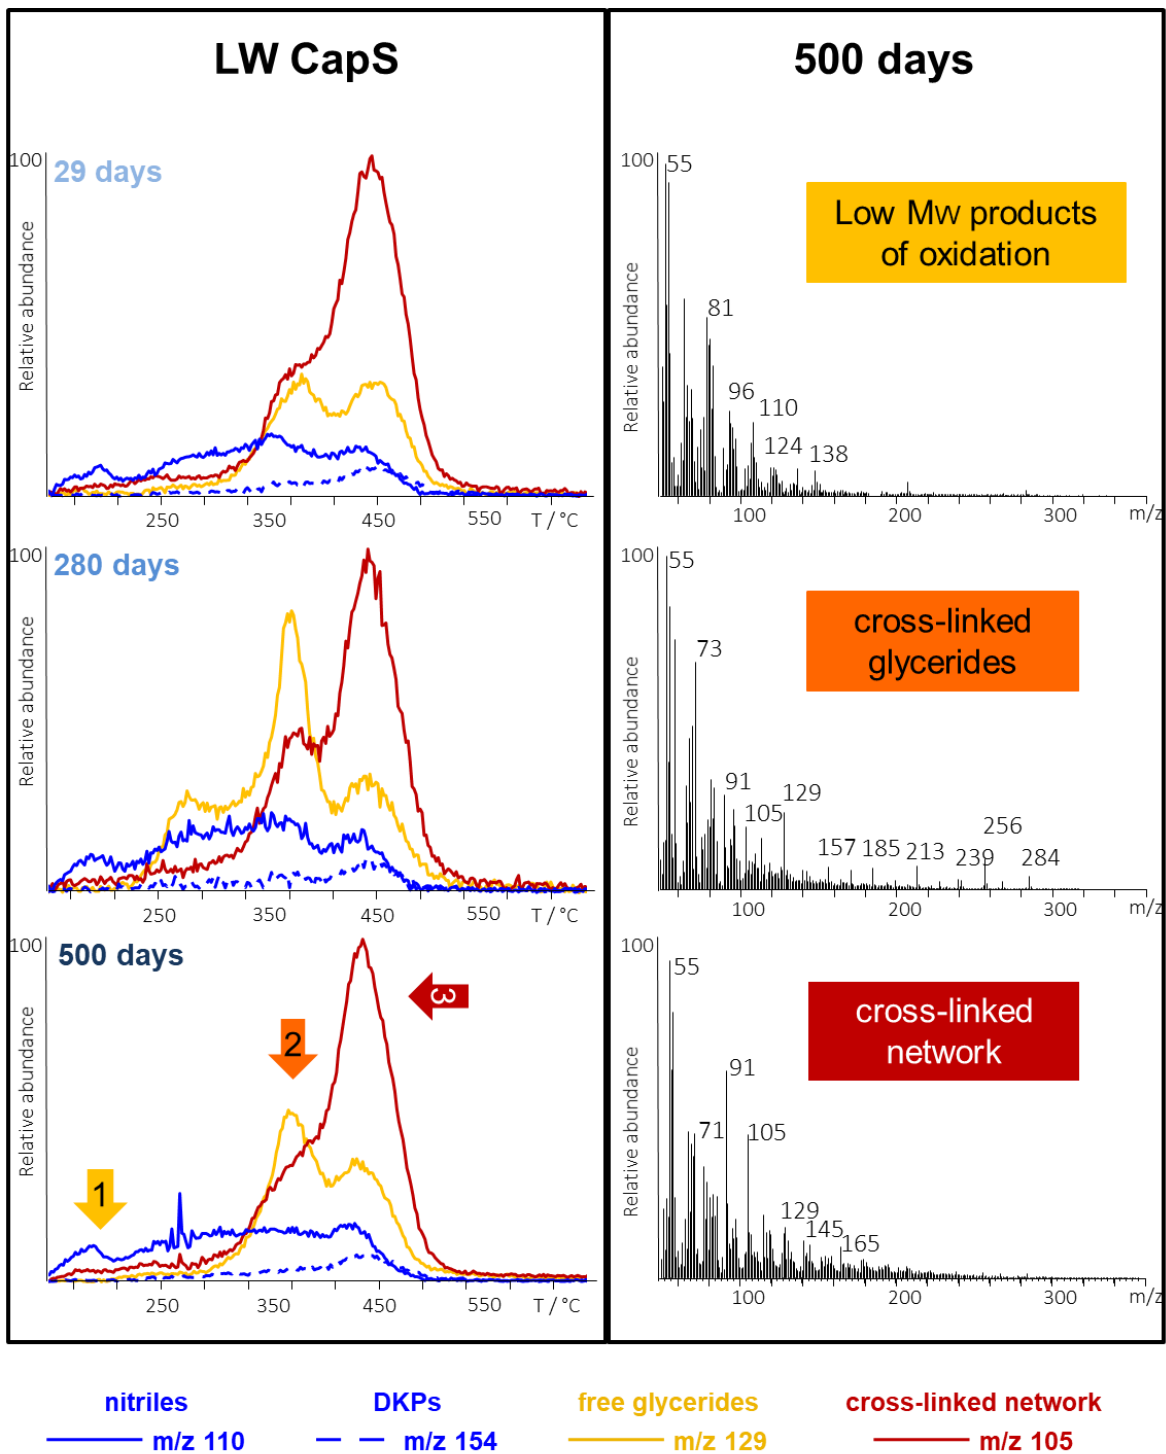 LW CapS
100
29 days
Relative abundance
250
350
450
550
T / °C
100
280 days
Relative abundance
250
350
450
550
T / °C
100
500 days
Relative abundance
1
2
3
250
350
450
550
T / °C
500 days
100
55
Low Mw products
of oxidation
Relative abundance
81
96
110
124
138
100
200
300
m/z
100
55
cross-linked
glycerides
Relative abundance
73
91
105
129
157
185
213
239
256
284
100
200
300
m/z
100
55
cross-linked
network
Relative abundance
71
91
105
129
145
165
100
200
300
m/z
nitriles
DKPs
free glycerides
cross-linked network
m/z 110
m/z 154
m/z 129
m/z 105